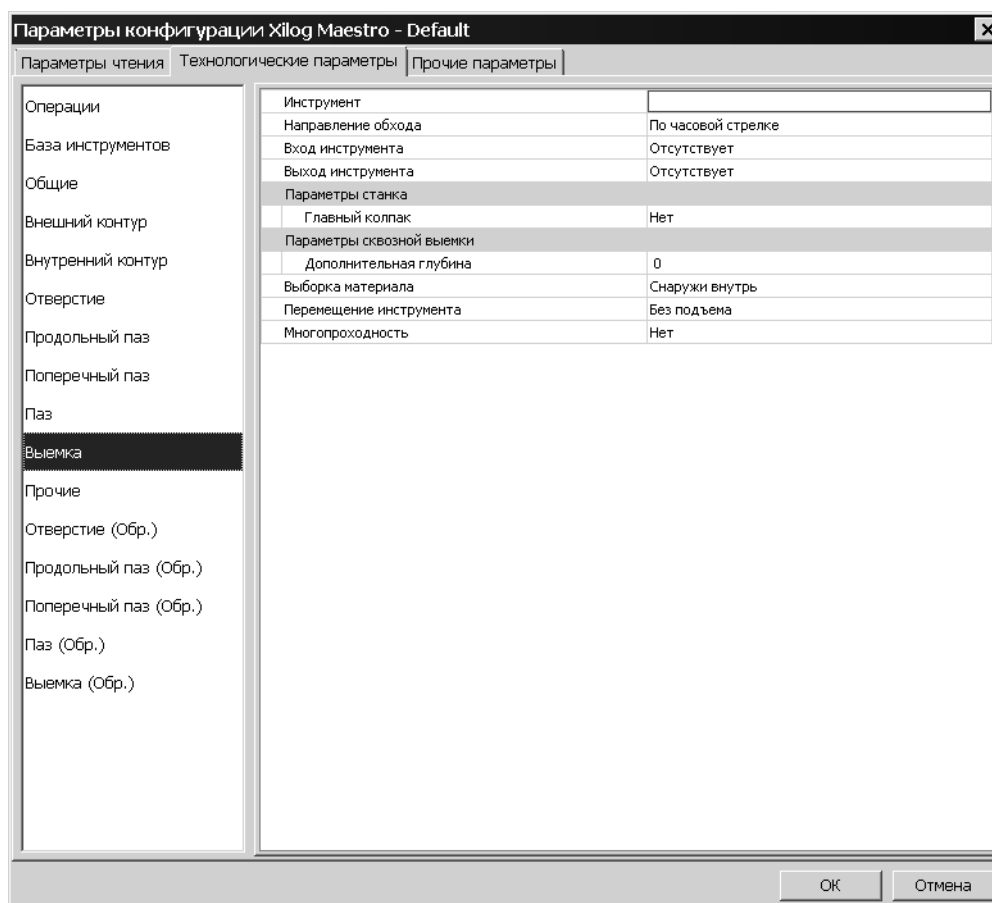 Параметры конфигурации Xilog Maestro - Default
Параметры чтения Технологические параметры Прочие параметры
Операции
База инструментов
Общие
Внешний контур
Внутренний контур
Отверстие
Продольный паз
Поперечный паз
Паз
Выемка
Прочие
Отверстие (Обр.)
Продольный паз (Обр.)
Поперечный паз (Обр.)
Паз (Обр.)
Выемка (Обр.)
Инструмент
Направление обхода По часовой стрелке
Вход инструмента Отсутствует
Выход инструмента Отсутствует
Параметры станка
Главный колпак Нет
Параметры сквозной выемки
Дополнительная глубина 0
Выборка материала Снаружи внутрь
Перемещение инструмента Без подъема
Многопроходность Нет
ОК Отмена